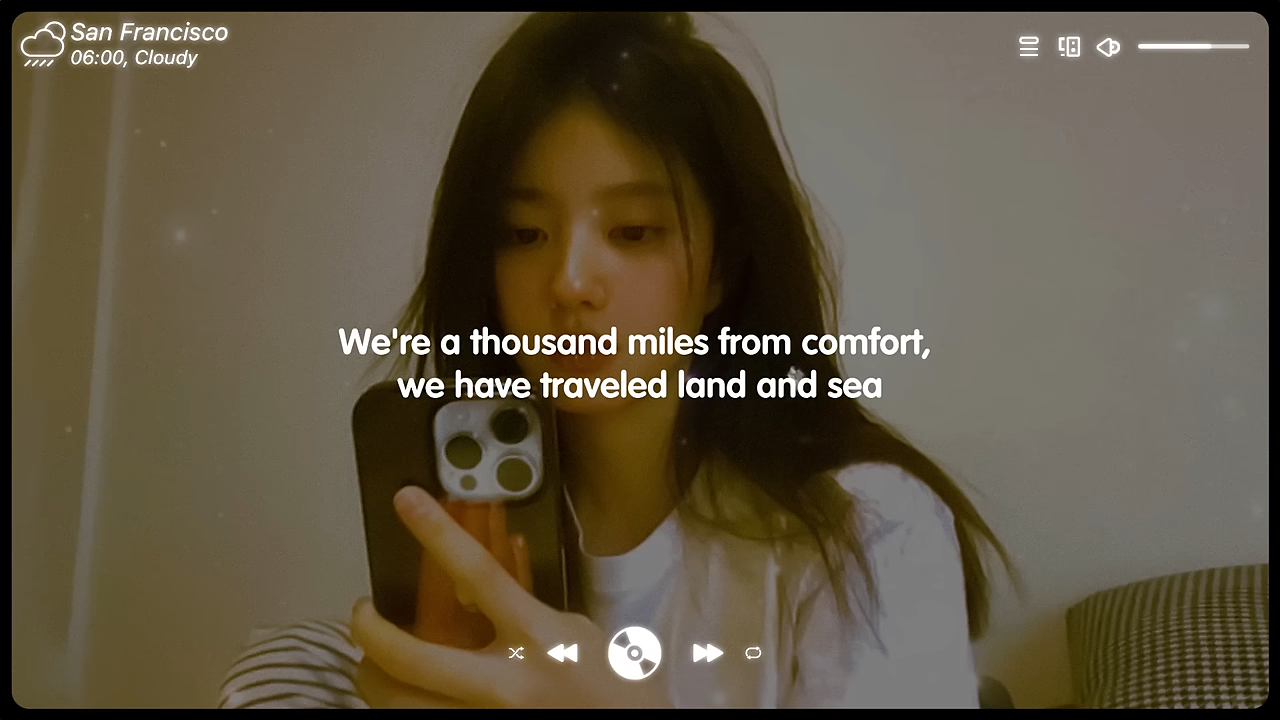 San Francisco
06:00, Cloudy
We're a thousand miles from comfort,
we have traveled land and sea